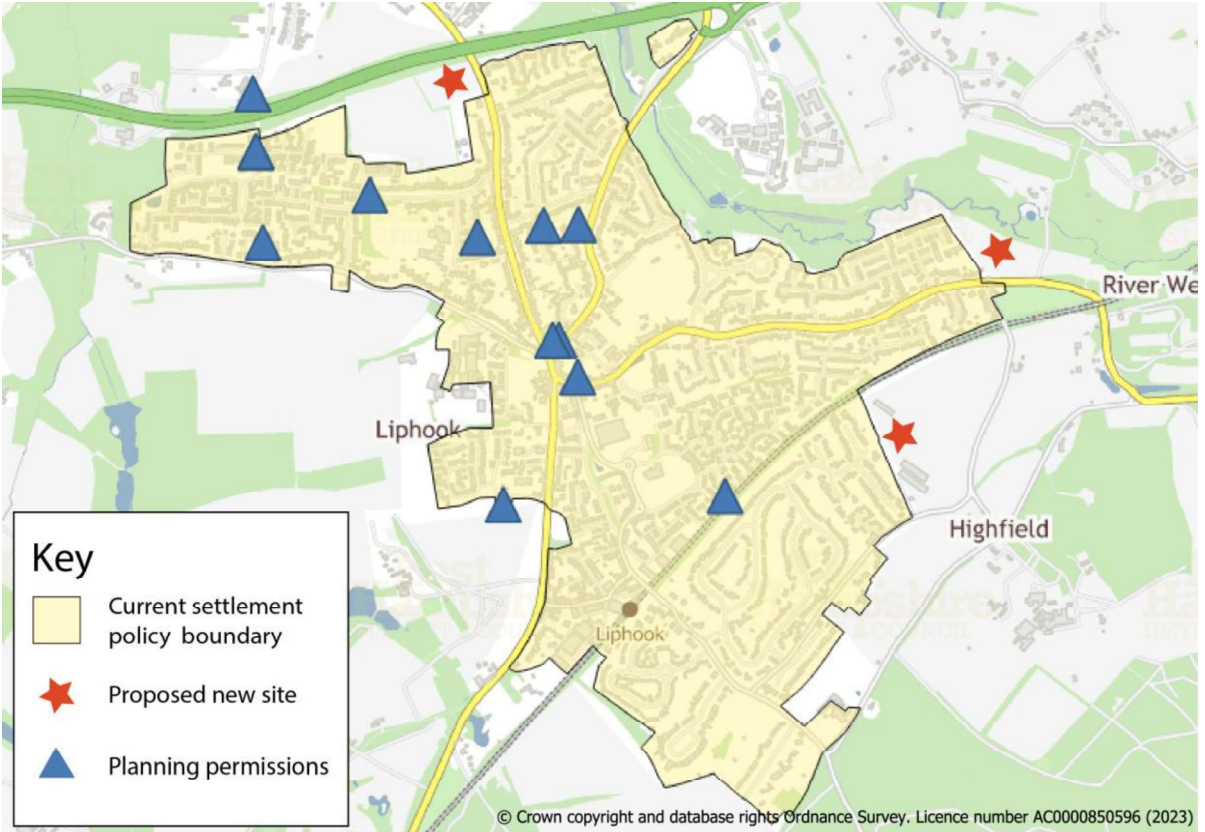 River We
Liphook
Highfield
Liphook
Key
Current settlement
policy boundary
Proposed new site
Planning permissions
© Crown copyright and database rights Ordnance Survey. Licence number AC0000850596 (2023)